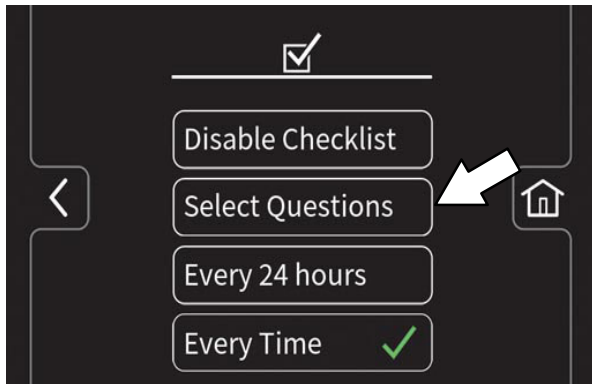 Disable Checklist
Select Questions
Every 24 hours
Every Time